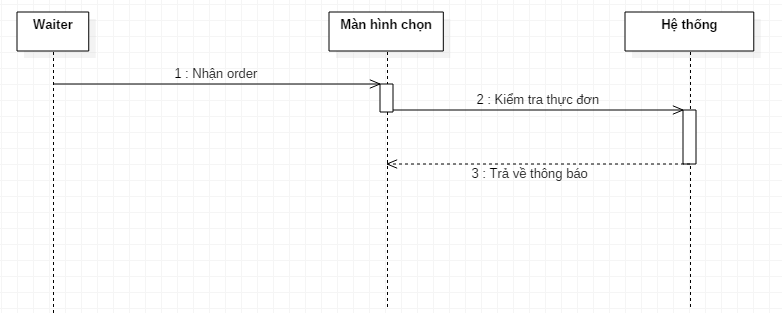 Waiter
Màn hình chọn
Hệ thống
1 : Nhận order
2 : Kiểm tra thực đơn
3 : Trả về thông báo